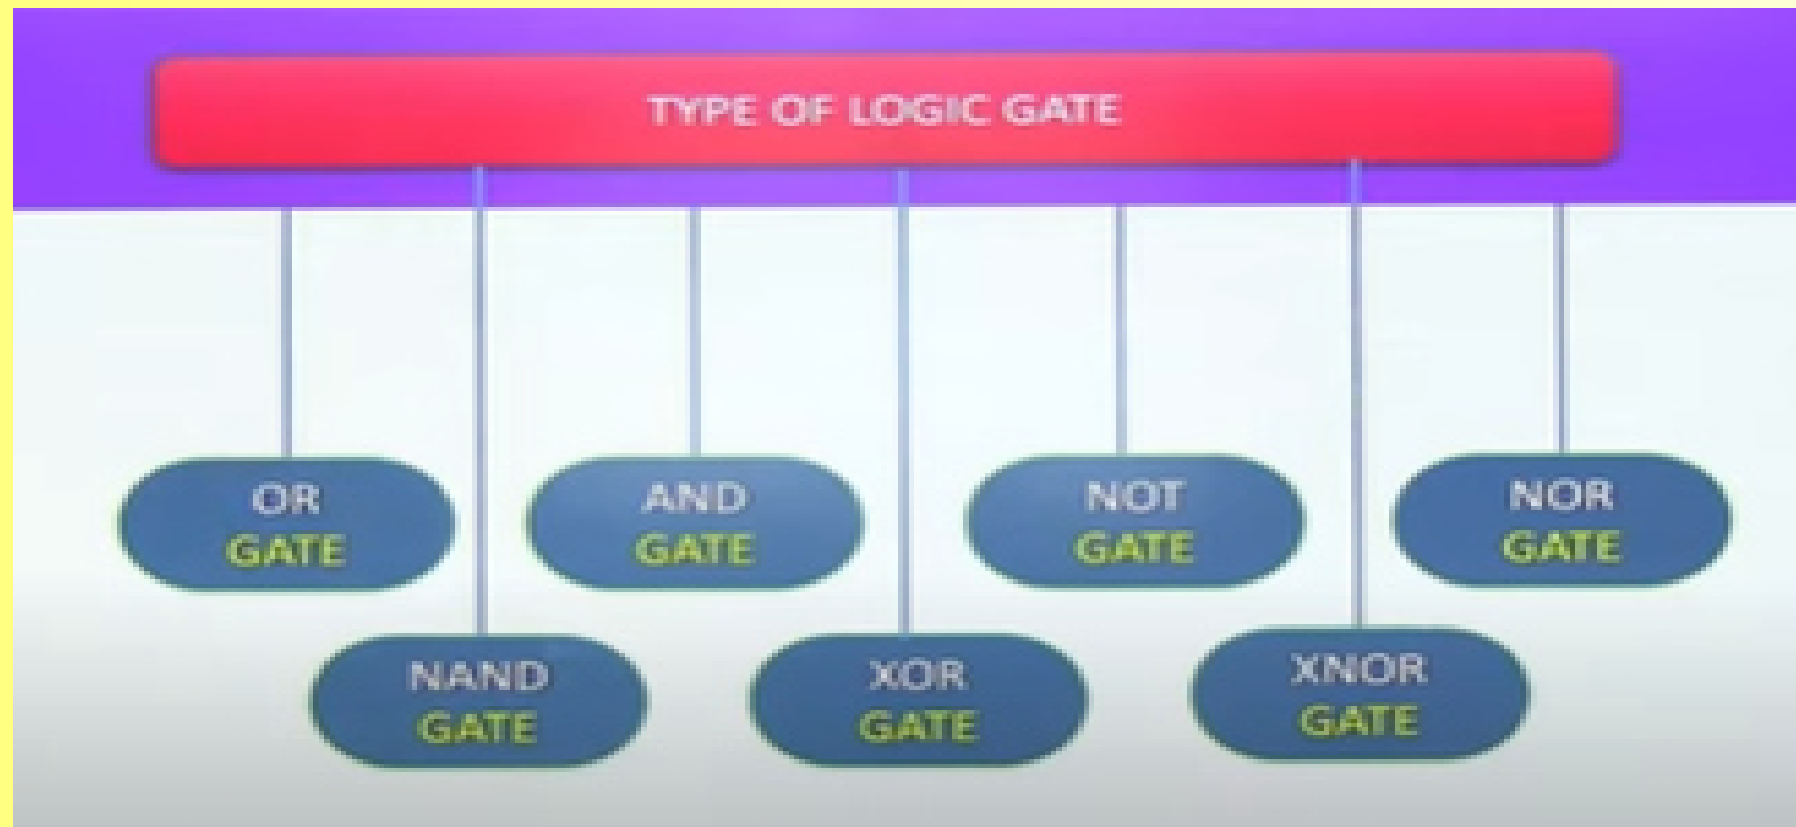 TYPE OF LOGIC GATE
OR
GATE
AND
GATE
NOT
GATE
NOR
GATE
NAND
GATE
XOR
GATE
XNOR
GATE